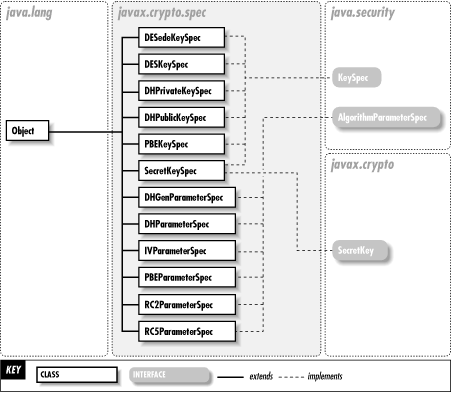 java.lang
javax.crypto.spec
java.security
DESedeKeySpec
DESKeySpec
KeySpec
DHPrivateKeySpec
DHPublicKeySpec
AlgorithmParameterSpec
Object
PBEKeySpec
javax.crypto
SecretKeySpec
DHGenParameterSpec
DHParameterSpec
IVParameterSpec
SecretKey
PBEParameterSpec
RC2ParameterSpec
RC5ParameterSpec
KEY
CLASS
INTERFACE
extends
implements